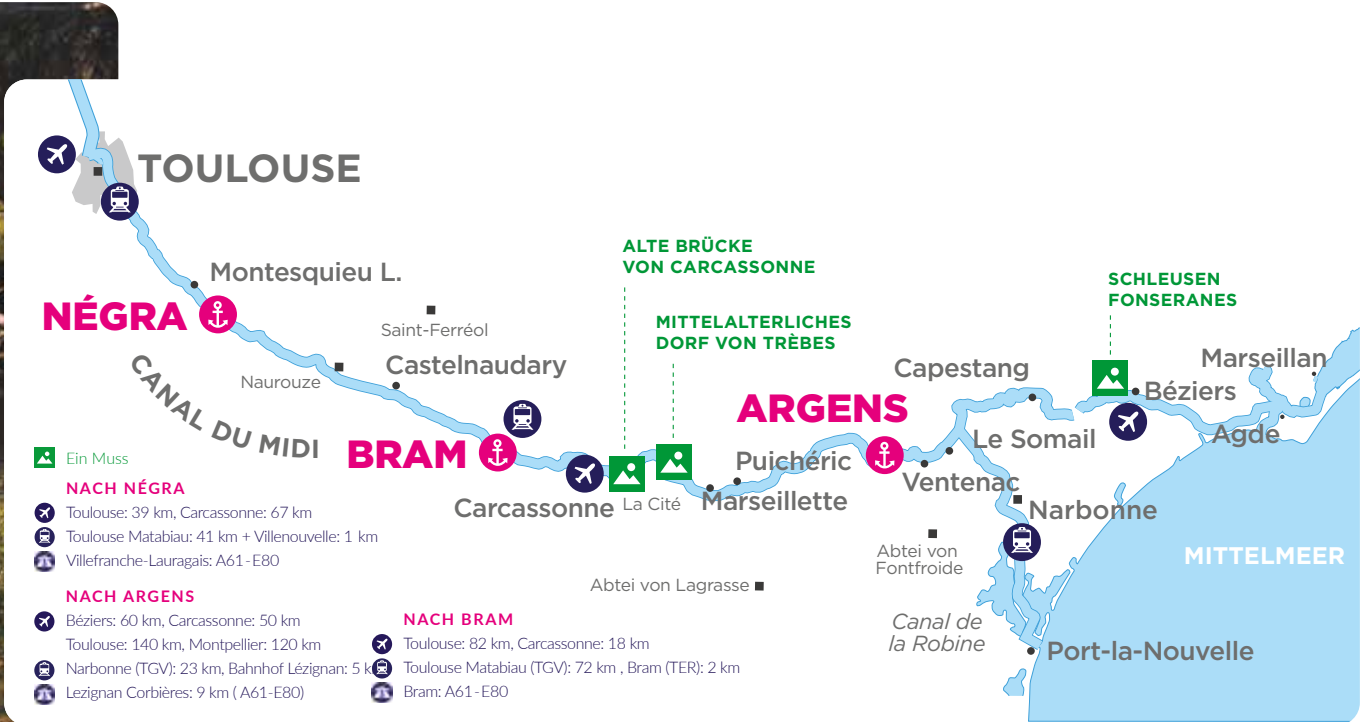 TOULOUSE
Montesquieu L.
NÉGRA
Saint-Ferréol
Naurouze
Castelnaudary
CANAL DU MIDI
BRAM
ALTE BRÜCKE
VON CARCASSONNE
MITTELALTERLICHES
DORF VON TRÈBES
SCHLEUSEN
FONSERANES
Capestang
Marseillan
Béziers
ARGENS
Le Somail
Agde
Puichéric
Ventenac
Carcassonne
La Cité
Marseillette
Narbonne
Abtei von
Fontfroide
MITTELMEER
Abtei von Lagrasse
Canal de
la Robine
Port-la-Nouvelle
Ein Muss
NACH NÉGRA
Toulouse: 39 km, Carcassonne: 67 km
Toulouse Matabiau: 41 km + Villenouvelle: 1 km
Villefranche-Lauragais: A61-E80
NACH ARGENS
Béziers: 60 km, Carcassonne: 50 km
Toulouse: 140 km, Montpellier: 120 km
Narbonne (TGV): 23 km, Bahnhof Lézignan: 5 k
Lezignan Corbières: 9 km ( A61-E80)
NACH BRAM
Toulouse: 82 km, Carcassonne: 18 km
Toulouse Matabiau (TGV): 72 km , Bram (TER): 2 km
Bram: A61-E80